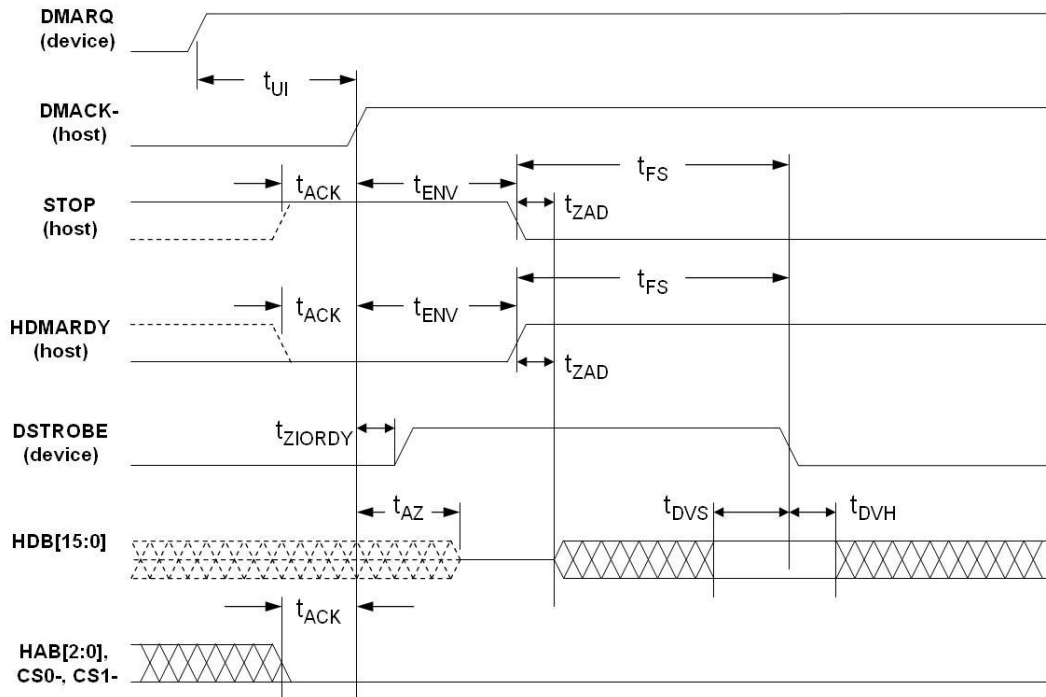 DMARQ
(device)
tUI
DMACK-
(host)
tFS
tACK
tENV
tZAD
STOP
(host)
tFS
tACK
tENV
HDMARDY
(host)
tZAD
DSTROBE
(device)
tZIORDY
tAZ
tDVS
tDVH
HDB[15:0]
tACK
HAB[2:0],
CS0-, CS1-